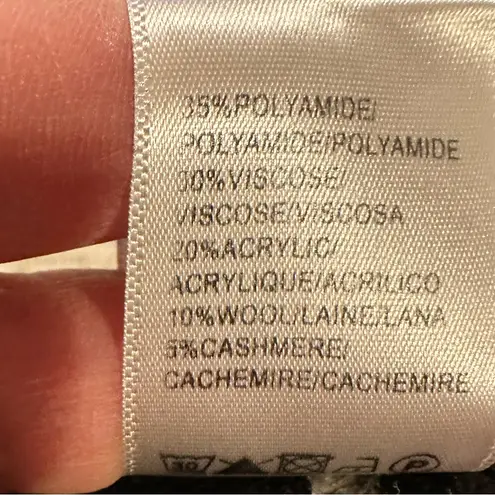 35%POLYAMIDE/
POLYAMIDE/POLYAMIDE
30%VISCOSE/
VISCOSE/VISCOSA
20%ACRYLIC/
ACRYLIQUE/ACRILICO
10%WOOL/LAINE/LANA
5%CASHMERE/
CACHEMIRE/CACHEMIRE
30 P